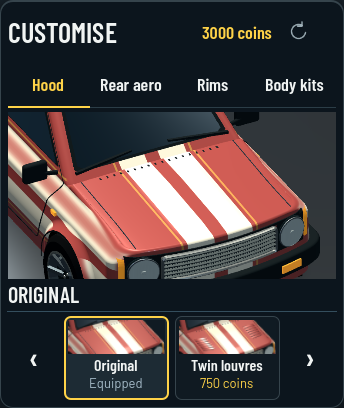 CUSTOMISE
3000 coins
Hood Rear aero Rims Body kits
ORIGINAL
‹ Original Twin louvres ›
Equipped 750 coins